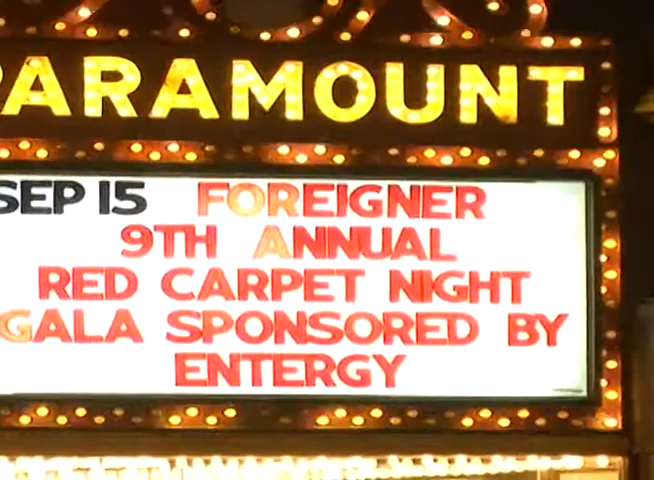 PARAMOUNT
SEP 15 FOREIGNER
9TH ANNUAL
RED CARPET NIGHT
GALA SPONSORED BY
ENTERGY